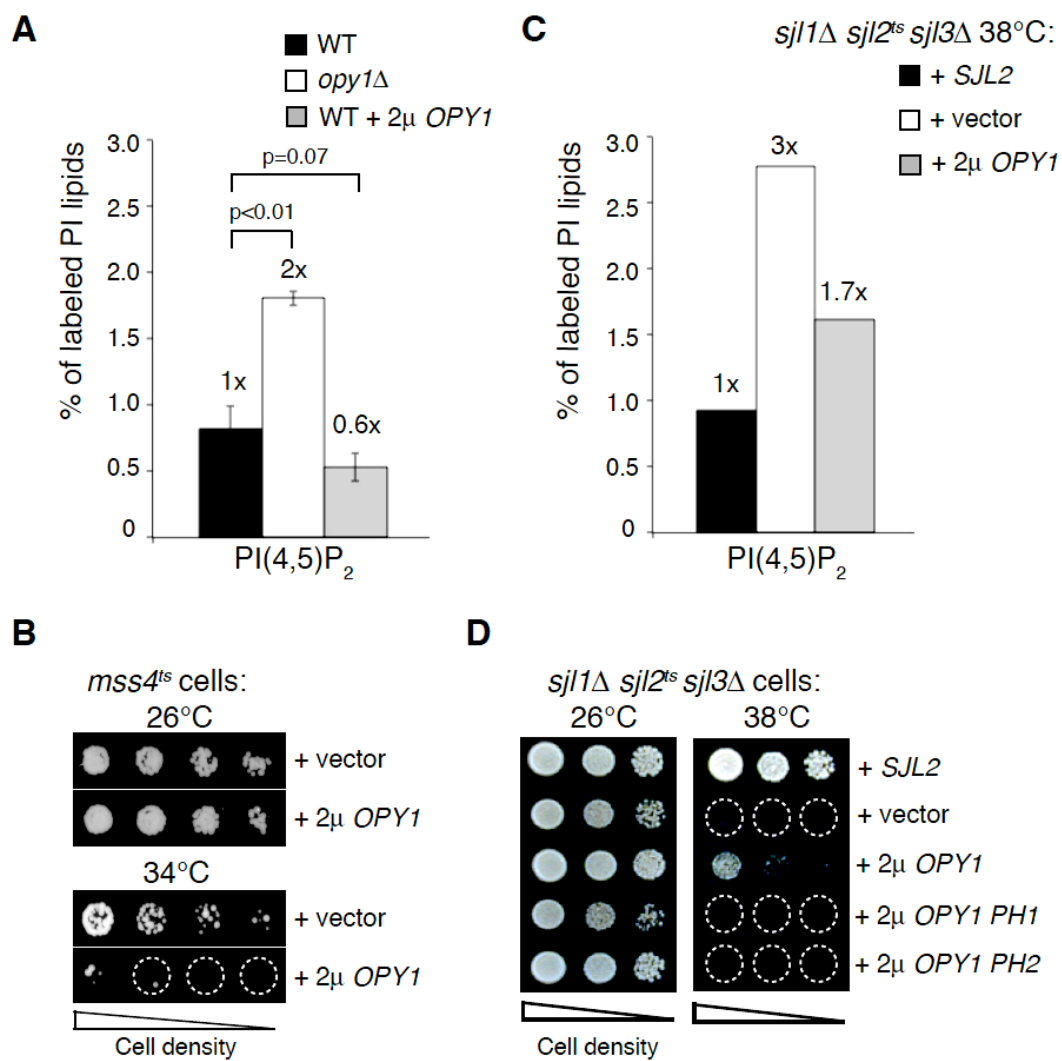 A
WT
opy1Δ
WT + 2μ OPY1
3.0
2.5
2.0
1.5
1.0
0.5
0
% of labeled PI lipids
p=0.07
p<0.01
1x
2x
0.6x
PI(4,5)P2
C
sjl1Δ sjl2ts sjl3Δ 38°C:
+ SJL2
+ vector
+ 2μ OPY1
3.0
2.5
2.0
1.5
1.0
0.5
0
% of labeled PI lipids
1x
3x
1.7x
PI(4,5)P2
B
mss4ts cells:
26°C
+ vector
+ 2μ OPY1
34°C
+ vector
+ 2μ OPY1
Cell density
D
sjl1Δ sjl2ts sjl3Δ cells:
26°C 38°C
+ SJL2
+ vector
+ 2μ OPY1
+ 2μ OPY1 PH1
+ 2μ OPY1 PH2
Cell density